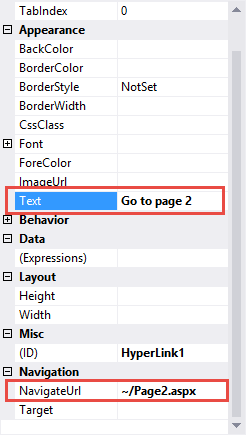 TabIndex 0
Appearance
BackColor
BorderColor
BorderStyle NotSet
BorderWidth
CssClass
Font
ForeColor
ImageUrl
Text Go to page 2
Behavior
Data
(Expressions)
Layout
Height
Width
Misc
(ID) HyperLink1
Navigation
NavigateUrl ~/Page2.aspx
Target